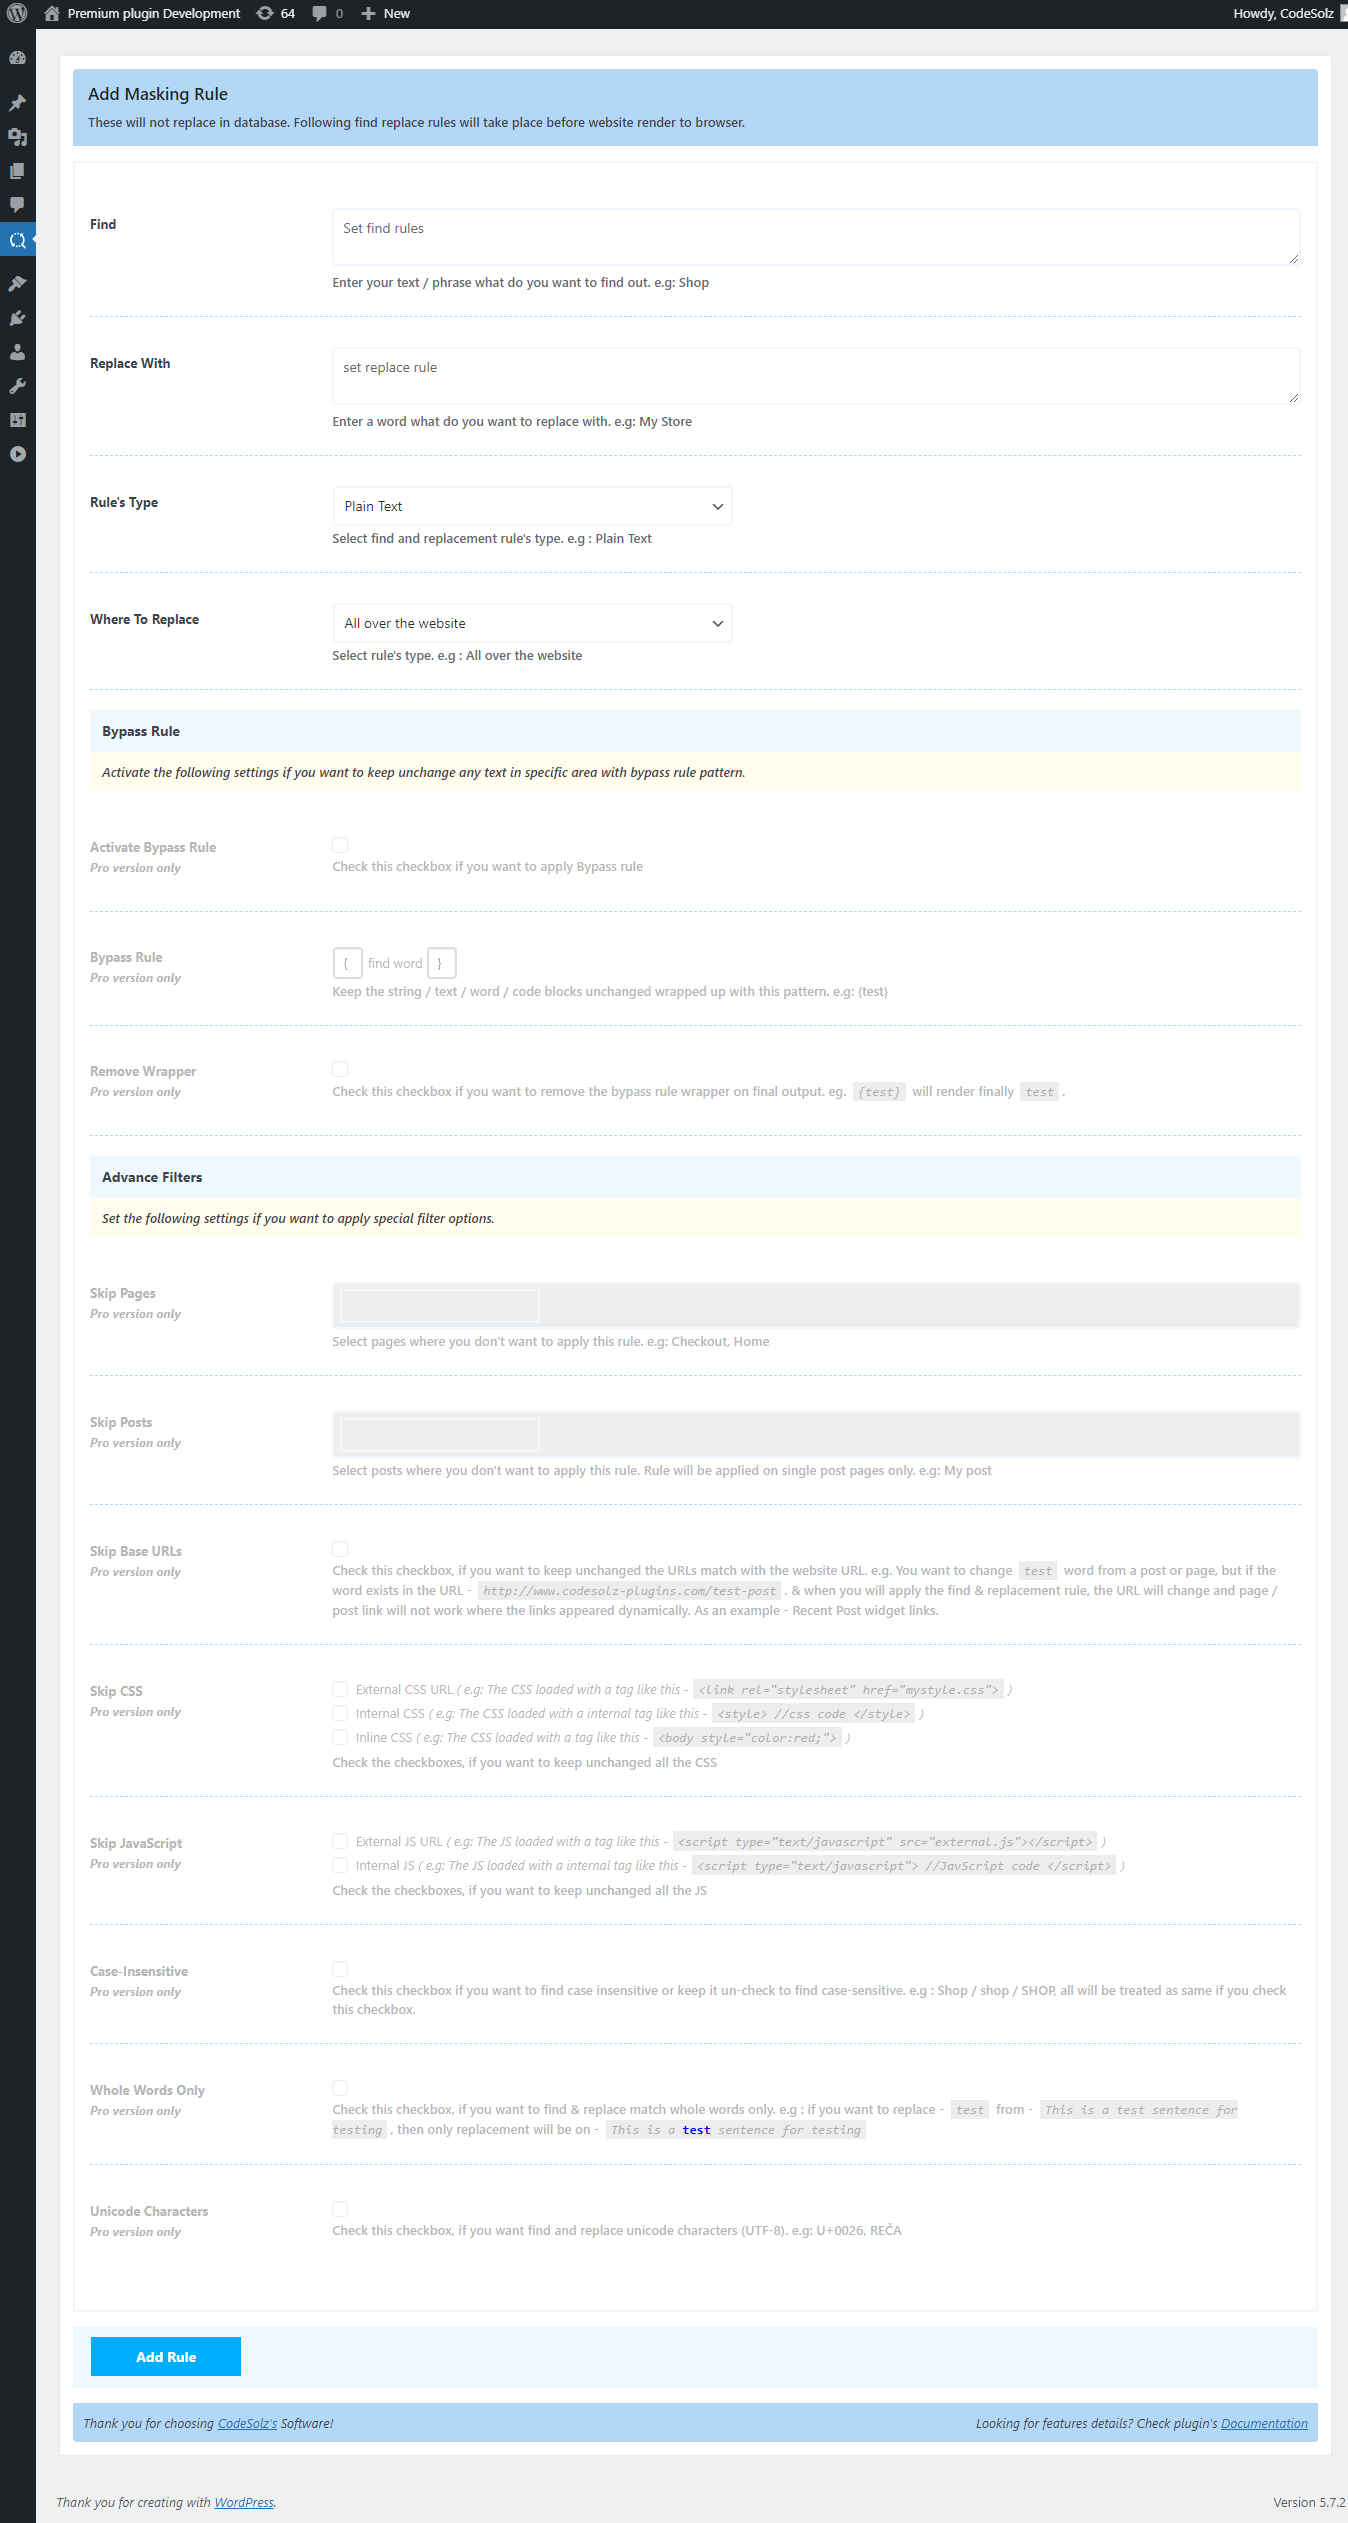 Premium plugin Development 64 0 New Howdy, CodeSolz
Add Masking Rule
These will not replace in database. Following find replace rules will take place before website render to browser.
Find
Set find rules
Enter your text / phrase what do you want to find out. e.g: Shop
Replace With
set replace rule
Enter a word what do you want to replace with. e.g: My Store
Rule's Type
Plain Text
Select find and replacement rule's type. e.g : Plain Text
Where To Replace
All over the website
Select rule's type. e.g : All over the website
Bypass Rule
Activate the following settings if you want to keep unchange any text in specific area with bypass rule pattern.
Activate Bypass Rule
Pro version only
Check this checkbox if you want to apply Bypass rule
Bypass Rule
Pro version only
{ find word }
Keep the string / text / word / code blocks unchanged wrapped up with this pattern. e.g: {test}
Remove Wrapper
Pro version only
Check this checkbox if you want to remove the bypass rule wrapper on final output. eg. {test} will render finally test .
Advance Filters
Set the following settings if you want to apply special filter options.
Skip Pages
Pro version only
Select pages where you don't want to apply this rule. e.g: Checkout, Home
Skip Posts
Pro version only
Select posts where you don't want to apply this rule. Rule will be applied on single post pages only. e.g: My post
Skip Base URLs
Pro version only
Check this checkbox, if you want to keep unchanged the URLs match with the website URL. e.g. You want to change test word from a post or page, but if the
word exists in the URL - http://www.codesolz-plugins.com/test-post . & when you will apply the find & replacement rule, the URL will change and page /
post link will not work where the links appeared dynamically. As an example - Recent Post widget links.
Skip CSS
Pro version only
External CSS URL ( e.g: The CSS loaded with a tag like this - <link rel="stylesheet" href="mystyle.css"> )
Internal CSS ( e.g: The CSS loaded with a internal tag like this - <style> //css code </style> )
Inline CSS ( e.g: The CSS loaded with a tag like this - <body style="color:red;"> )
Check the checkboxes, if you want to keep unchanged all the CSS
Skip JavaScript
Pro version only
External JS URL ( e.g: The JS loaded with a tag like this - <script type="text/javascript" src="external.js"></script> )
Internal JS ( e.g: The JS loaded with a internal tag like this - <script type="text/javascript"> //JavScript code </script> )
Check the checkboxes, if you want to keep unchanged all the JS
Case-Insensitive
Pro version only
Check this checkbox if you want to find case insensitive or keep it un-check to find case-sensitive. e.g : Shop / shop / SHOP, all will be treated as same if you check
this checkbox.
Whole Words Only
Pro version only
Check this checkbox, if you want to find & replace match whole words only. e.g : if you want to replace - test from - This is a test sentence for
testing , then only replacement will be on - This is a test sentence for testing
Unicode Characters
Pro version only
Check this checkbox, if you want find and replace unicode characters (UTF-8). e.g: U+0026, REČA
Add Rule
Thank you for choosing CodeSolz's Software! Looking for features details? Check plugin's Documentation
Thank you for creating with WordPress. Version 5.7.2